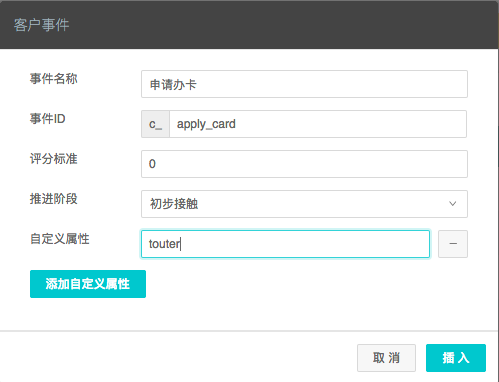 客户事件
事件名称 申请办卡
事件ID c_ apply_card
评分标准 0
推进阶段 初步接触
自定义属性 touter −
添加自定义属性
取 消 插 入